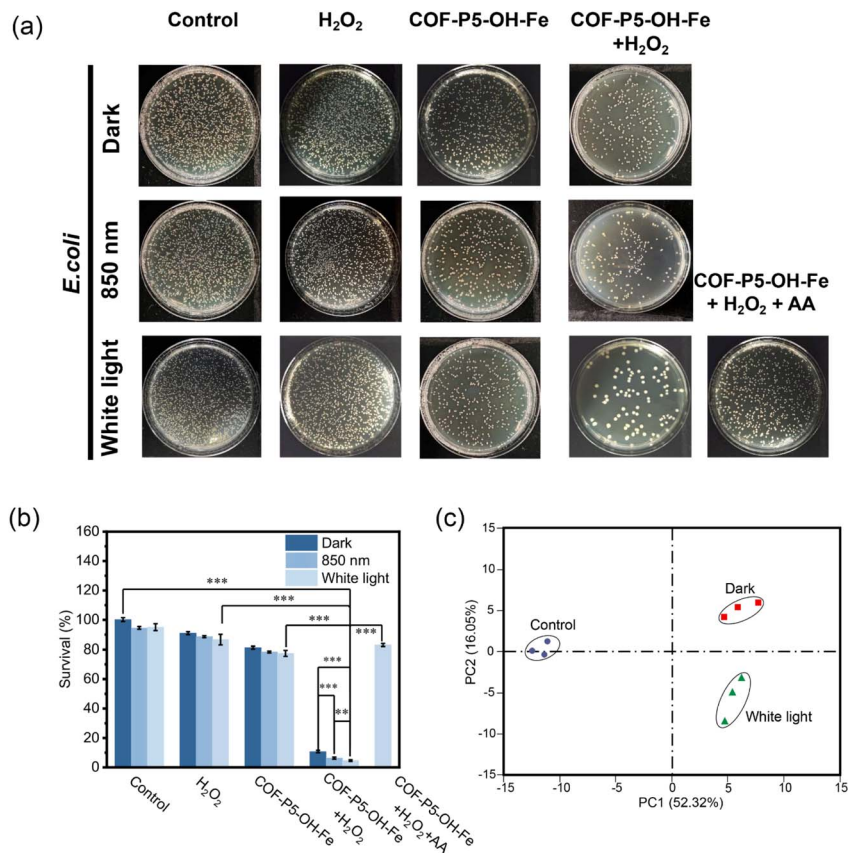 (a)
Control
H₂O₂
COF-P5-OH-Fe
COF-P5-OH-Fe
+H₂O₂
E.coli
Dark
850 nm
White light
COF-P5-OH-Fe
+ H₂O₂ + AA
(b)
160
140
120
100
80
60
40
20
0
Survival (%)
Dark
850 nm
White light
***
***
***
***
***
***
**
Control
H₂O₂
COF-P5-OH-Fe
COF-P5-OH-Fe
+H₂O₂
COF-P5-OH-Fe
+H₂O₂+AA
(c)
15
10
5
0
-5
-10
-15
PC2 (16.05%)
Control
Dark
White light
-15
-10
-5
0
5
10
15
PC1 (52.32%)